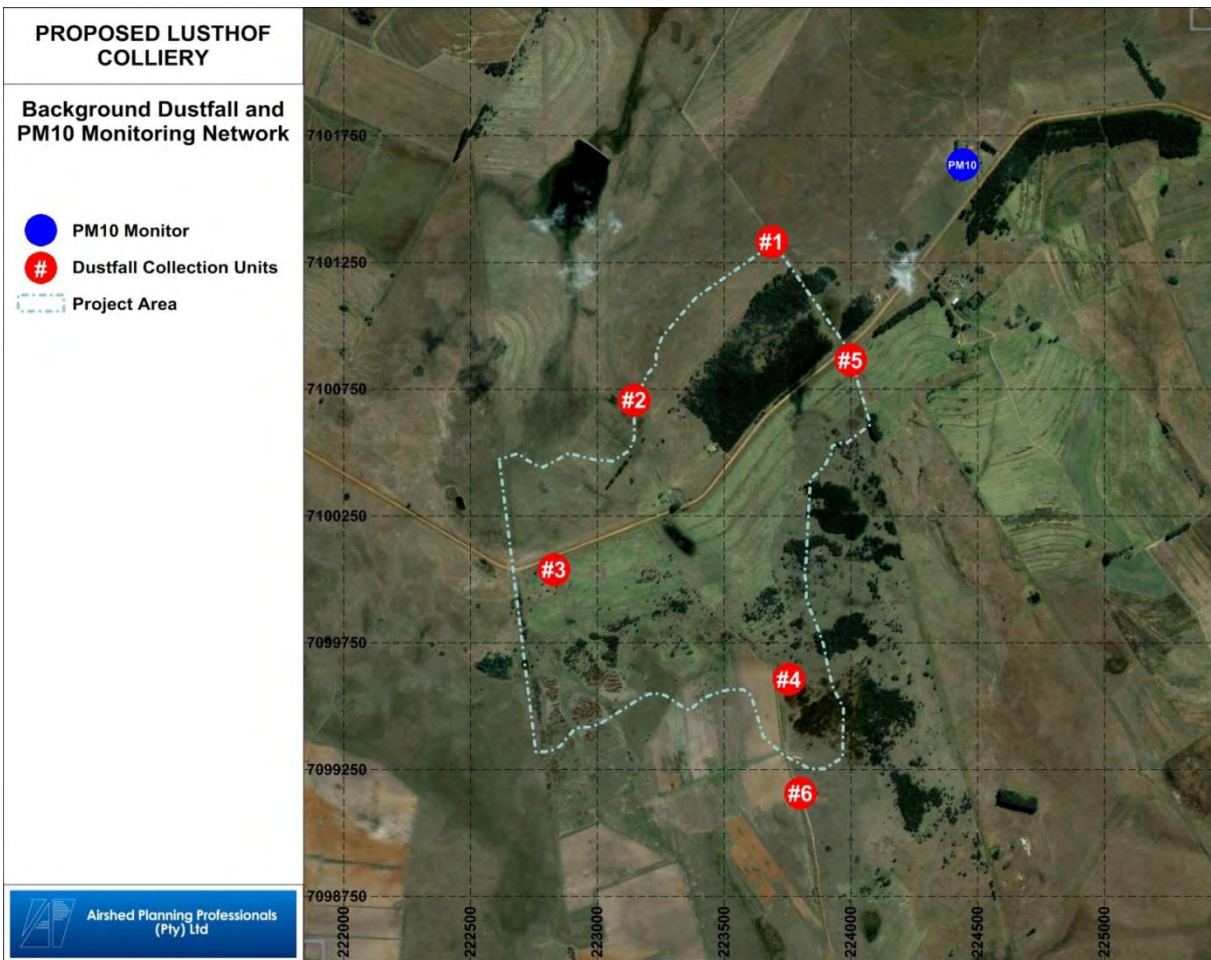 PROPOSED LUSTHOF
COLLIERY
Background Dustfall and
PM10 Monitoring Network
PM10 Monitor
# Dustfall Collection Units
Project Area
Airshed Planning Professionals
(Pty) Ltd
7101750
PM10
#1
7101250
#5
7100750
#2
7100250
#3
7099750
#4
7099250
#6
7098750
222000
222500
223000
223500
224000
224500
225000